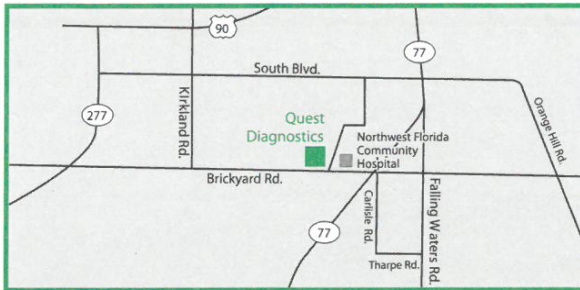 90
77
South Blvd.
Kirkland Rd.
277
Quest
Diagnostics
Northwest Florida
Community
Hospital
Orange Hill Rd.
Brickyard Rd.
Carlisle Rd.
Falling Waters Rd.
77
Tharpe Rd.